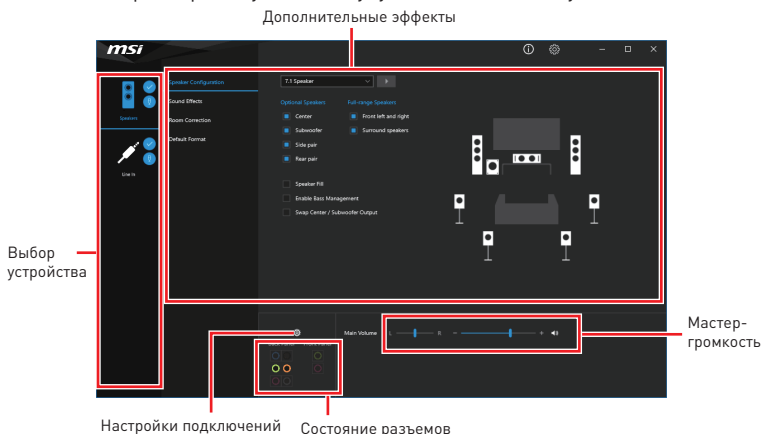 Дополнительные эффекты
msi
Speaker Configuration
Sound Effects
Room Correction
Default Format
Speakers
Line In
7.1 Speaker
Optional Speakers
Full-range Speakers
Center
Front left and right
Subwoofer
Surround speakers
Side pair
Rear pair
Speaker Fill
Enable Bass Management
Swap Center / Subwoofer Output
Выбор
устройства
Main Volume
L
R
Мастер-
громкость
Настройки подключений
Состояние разъемов